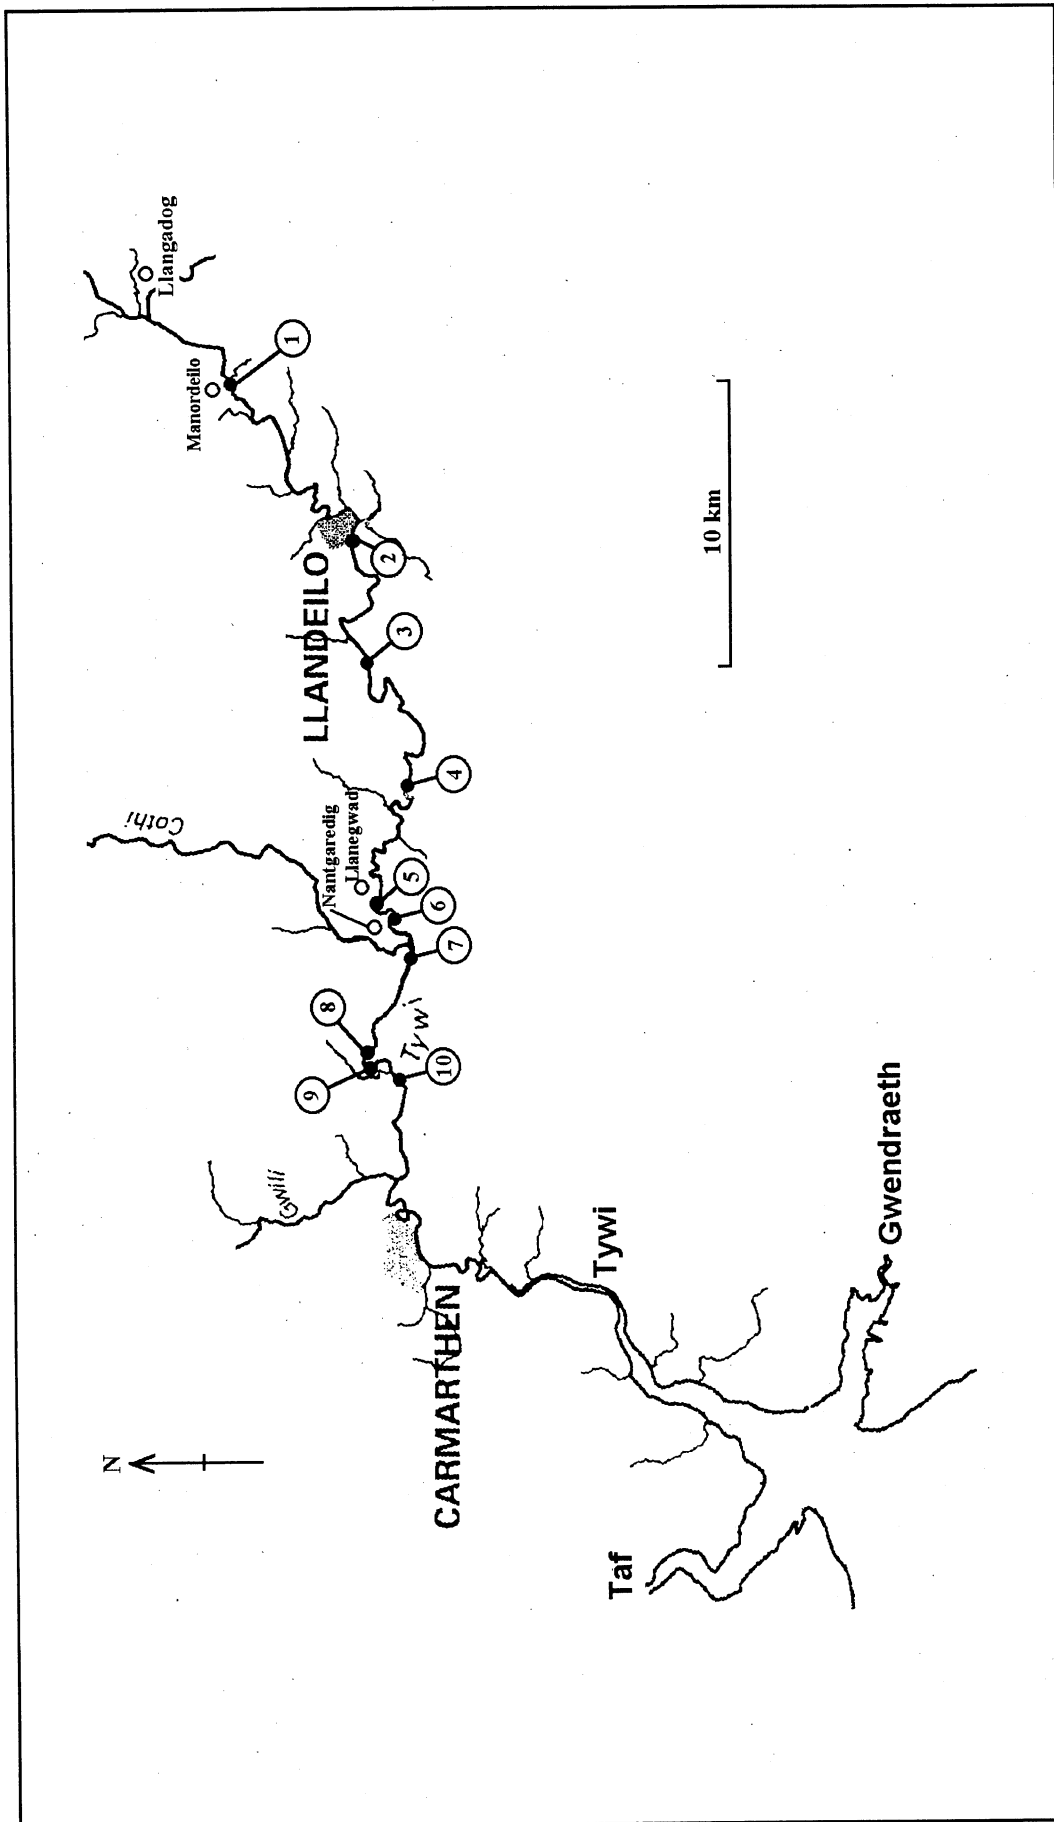 N
Llangadog
Manordeilo
1
LLANDEILO
2
3
4
Cothi
Nantgaredig
Llanegwad
5
6
7
8
Tywi
9
10
Gwili
CARMARTHEN
Tywi
Gwendraeth
Taf
10 km